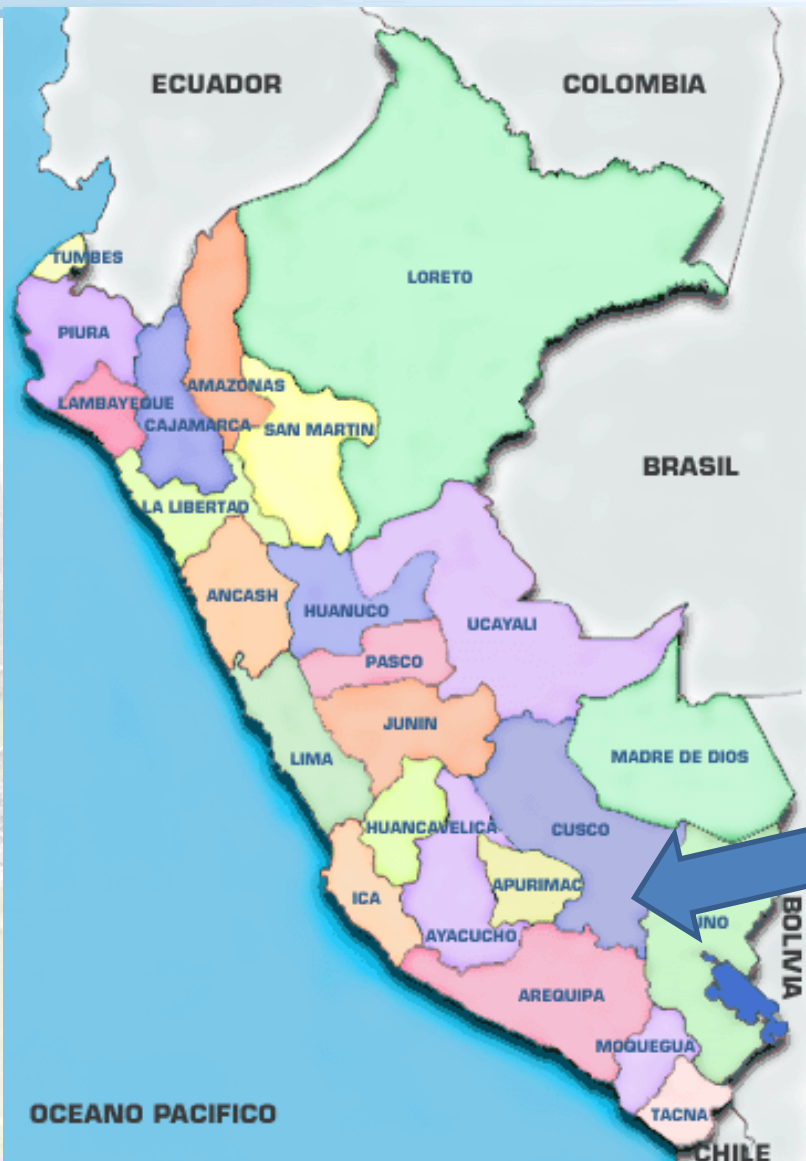 ECUADOR
COLOMBIA
TUMBES
LORETO
PIURA
AMAZONAS
LAMBAYEQUE
CAJAMARCA
SAN MARTIN
BRASIL
LA LIBERTAD
ANCASH
HUANUCO
UCAYALI
PASCO
JUNIN
LIMA
MADRE DE DIOS
HUANCAVELICA
CUSCO
APURIMAC
ICA
UNO
BOLIVIA
AYACUCHO
AREQUIPA
MOQUEGUA
OCEANO PACIFICO
TACNA
CHILE